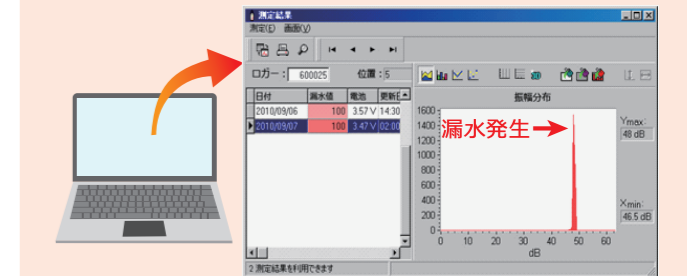 測定結果
測定(E) 画面(V)
ロガー： 600025 位置：5
日付 漏水値 電池 更新E
2010/09/06 100 3.57 V 14:30
2010/09/07 100 3.47 V 02:00
振幅分布
1600
1400
1200
1000
800
600
400
200
0
0 10 20 30 40 50 60
dB
漏水発生
Ymax:
48 dB
Xmin:
46.5 dB
2 測定結果を利用できます